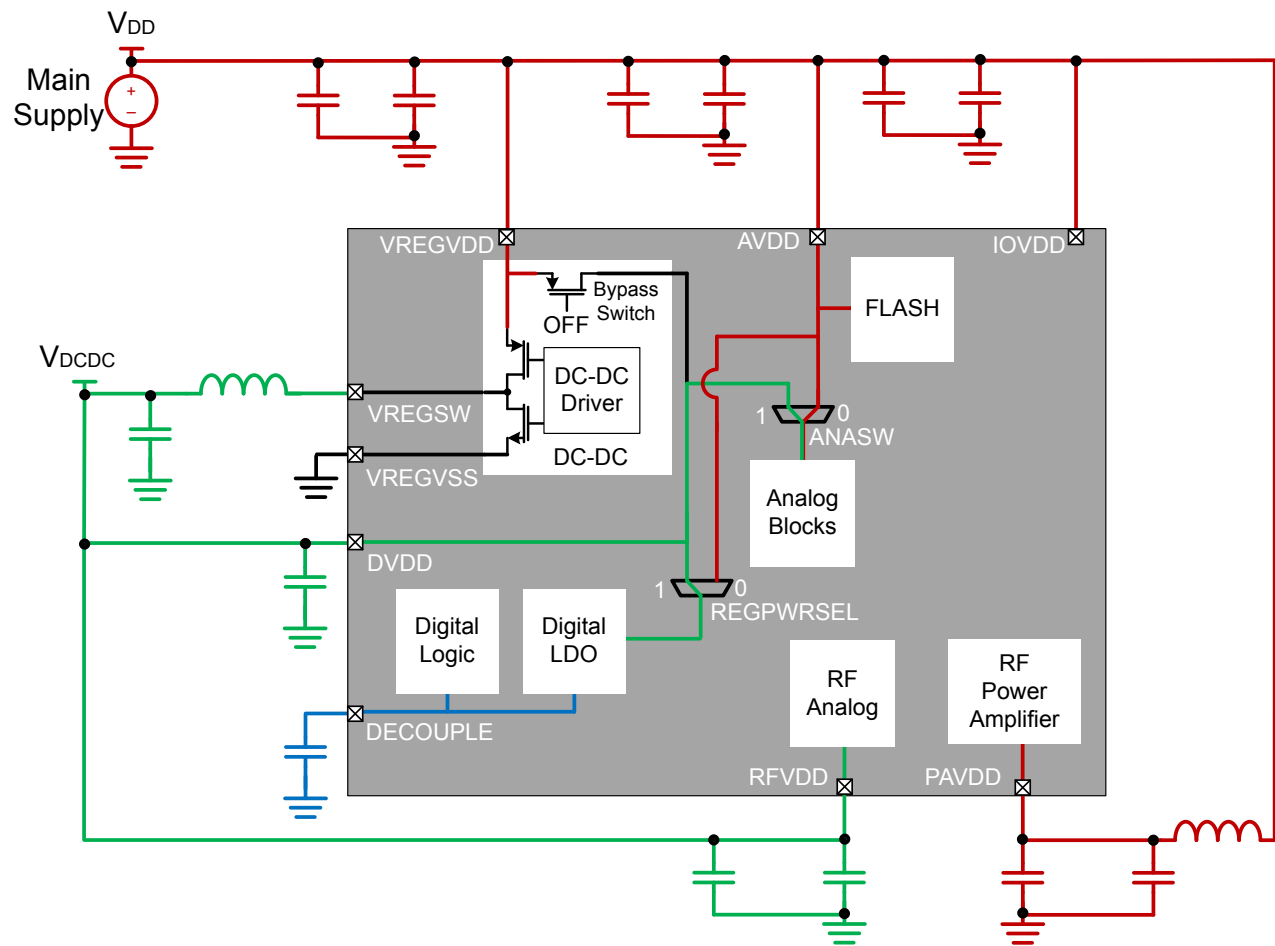 VDD
Main
Supply
+
–
VREGVDD
AVDD
IOVDD
Bypass
Switch
OFF
FLASH
VDCDC
DC-DC
Driver
VREGSW
1
0
ANASW
DC-DC
VREGVSS
Analog
Blocks
DVDD
1
0
REGPWRSEL
Digital
Logic
Digital
LDO
RF
Analog
RF
Power
Amplifier
DECOUPLE
RFVDD
PAVDD